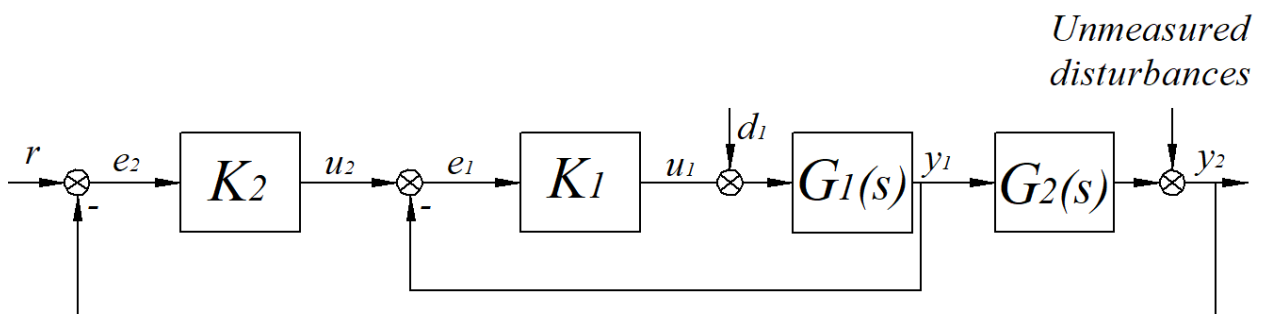 Unmeasured
disturbances
r
e2
K2
u2
e1
K1
u1
d1
G1(s)
y1
G2(s)
y2
-
-